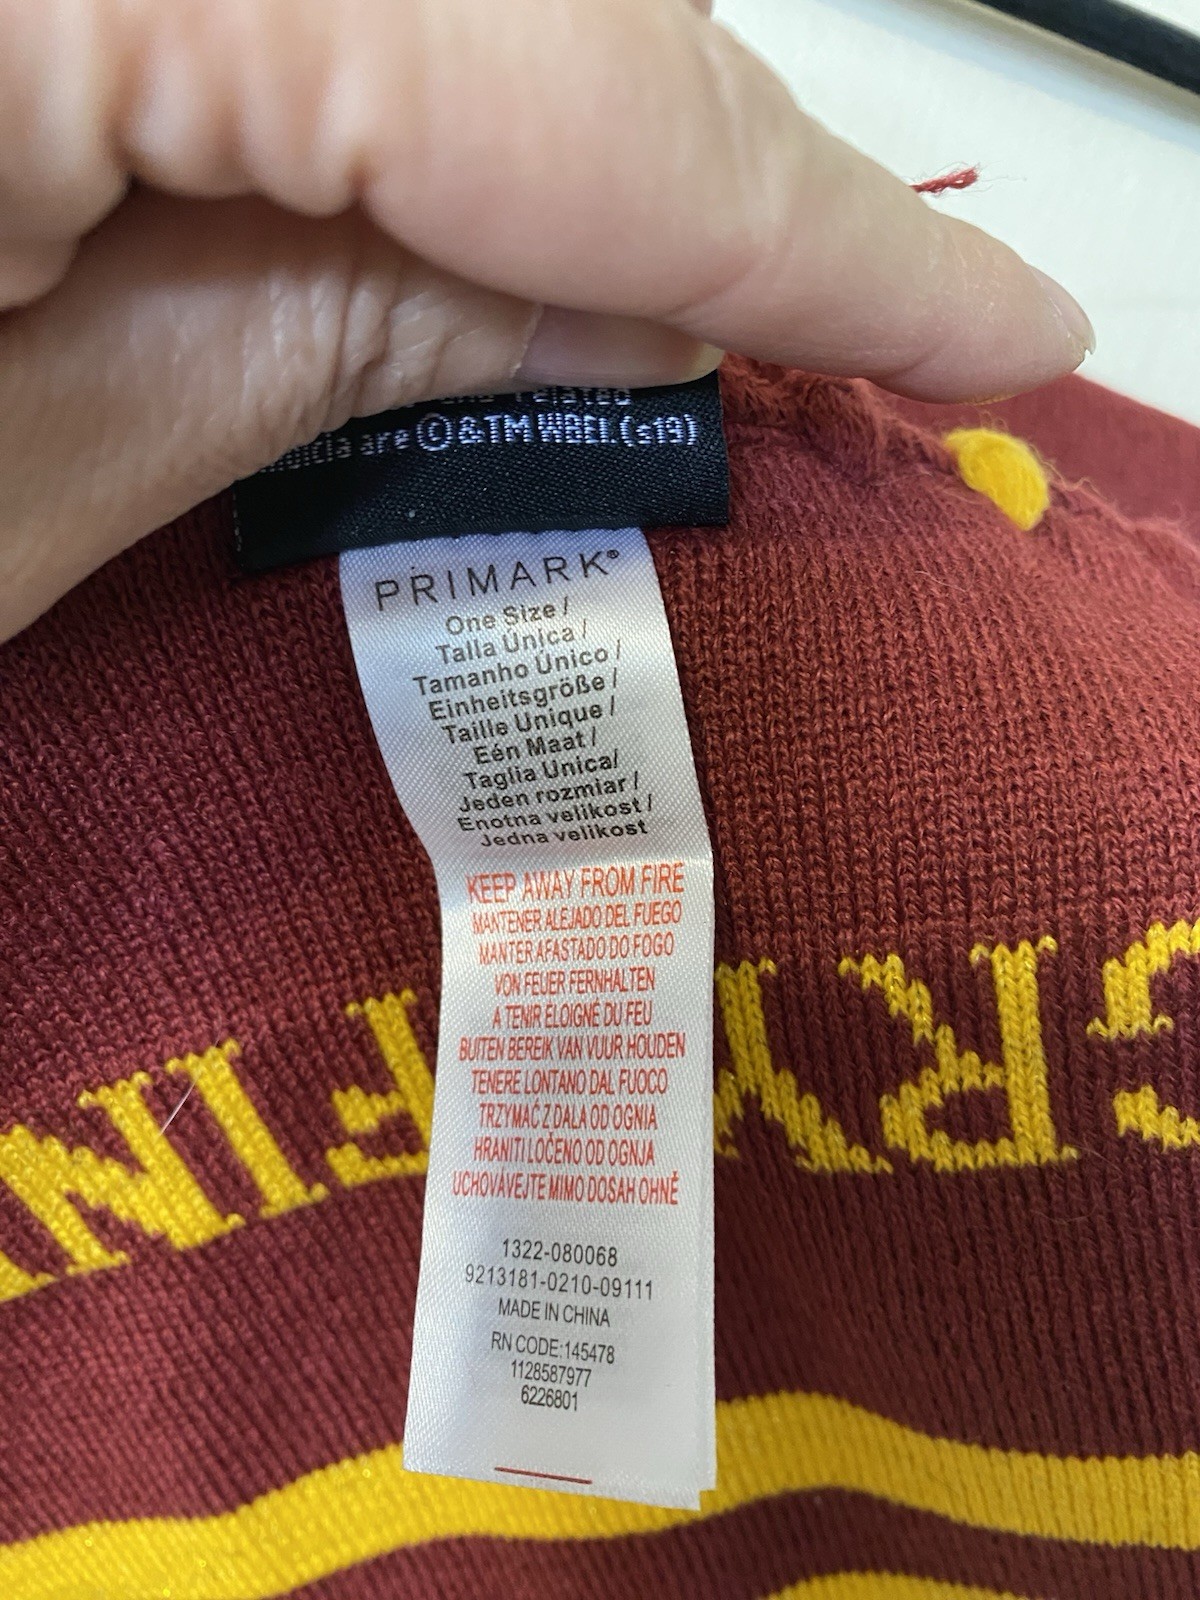 and related
indicia are © & TM WBEI. (s19)
PRIMARK®
One Size /
Talla Única /
Tamanho Único /
Einheitsgröße /
Taille Unique /
Eén Maat /
Taglia Unica/
Jeden rozmiar /
Enotna velikost /
Jedna velikost
KEEP AWAY FROM FIRE
MANTENER ALEJADO DEL FUEGO
MANTER AFASTADO DO FOGO
VON FEUER FERNHALTEN
A TENIR ELOIGNÉ DU FEU
BUITEN BEREIK VAN VUUR HOUDEN
TENERE LONTANO DAL FUOCO
TRZYMAĆ Z DALA OD OGNIA
HRANITI LOČENO OD OGNJA
UCHOVÁVEJTE MIMO DOSAH OHNĚ
1322-080068
9213181-0210-09111
MADE IN CHINA
RN CODE:145478
1128587977
6226801